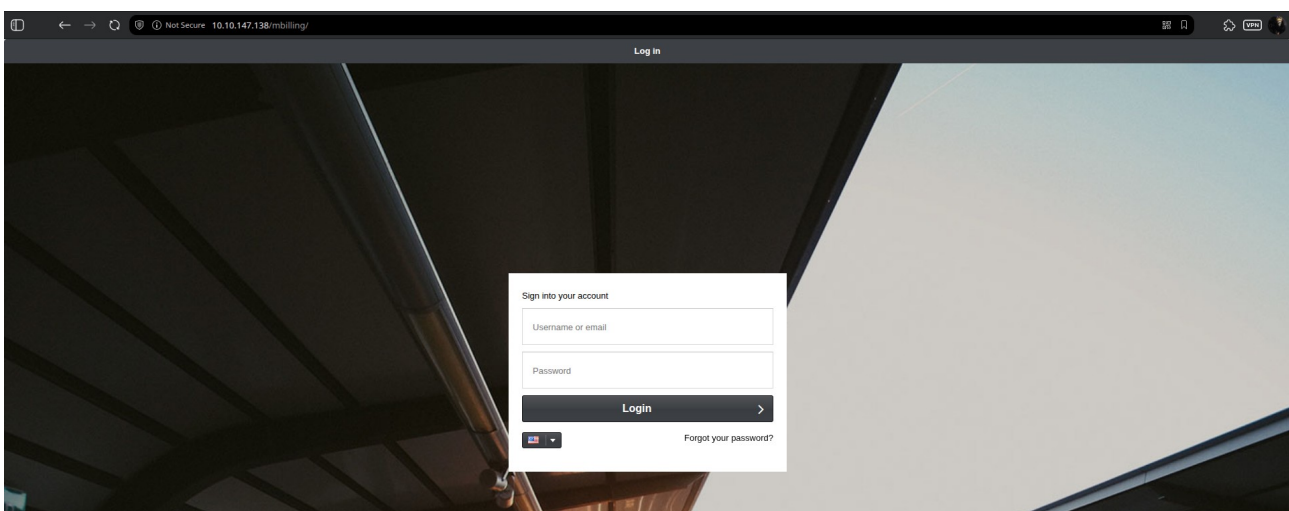 Not Secure 10.10.147.138/mbilling/
VPN
Log in
Sign into your account
Username or email
Password
Login
Forgot your password?